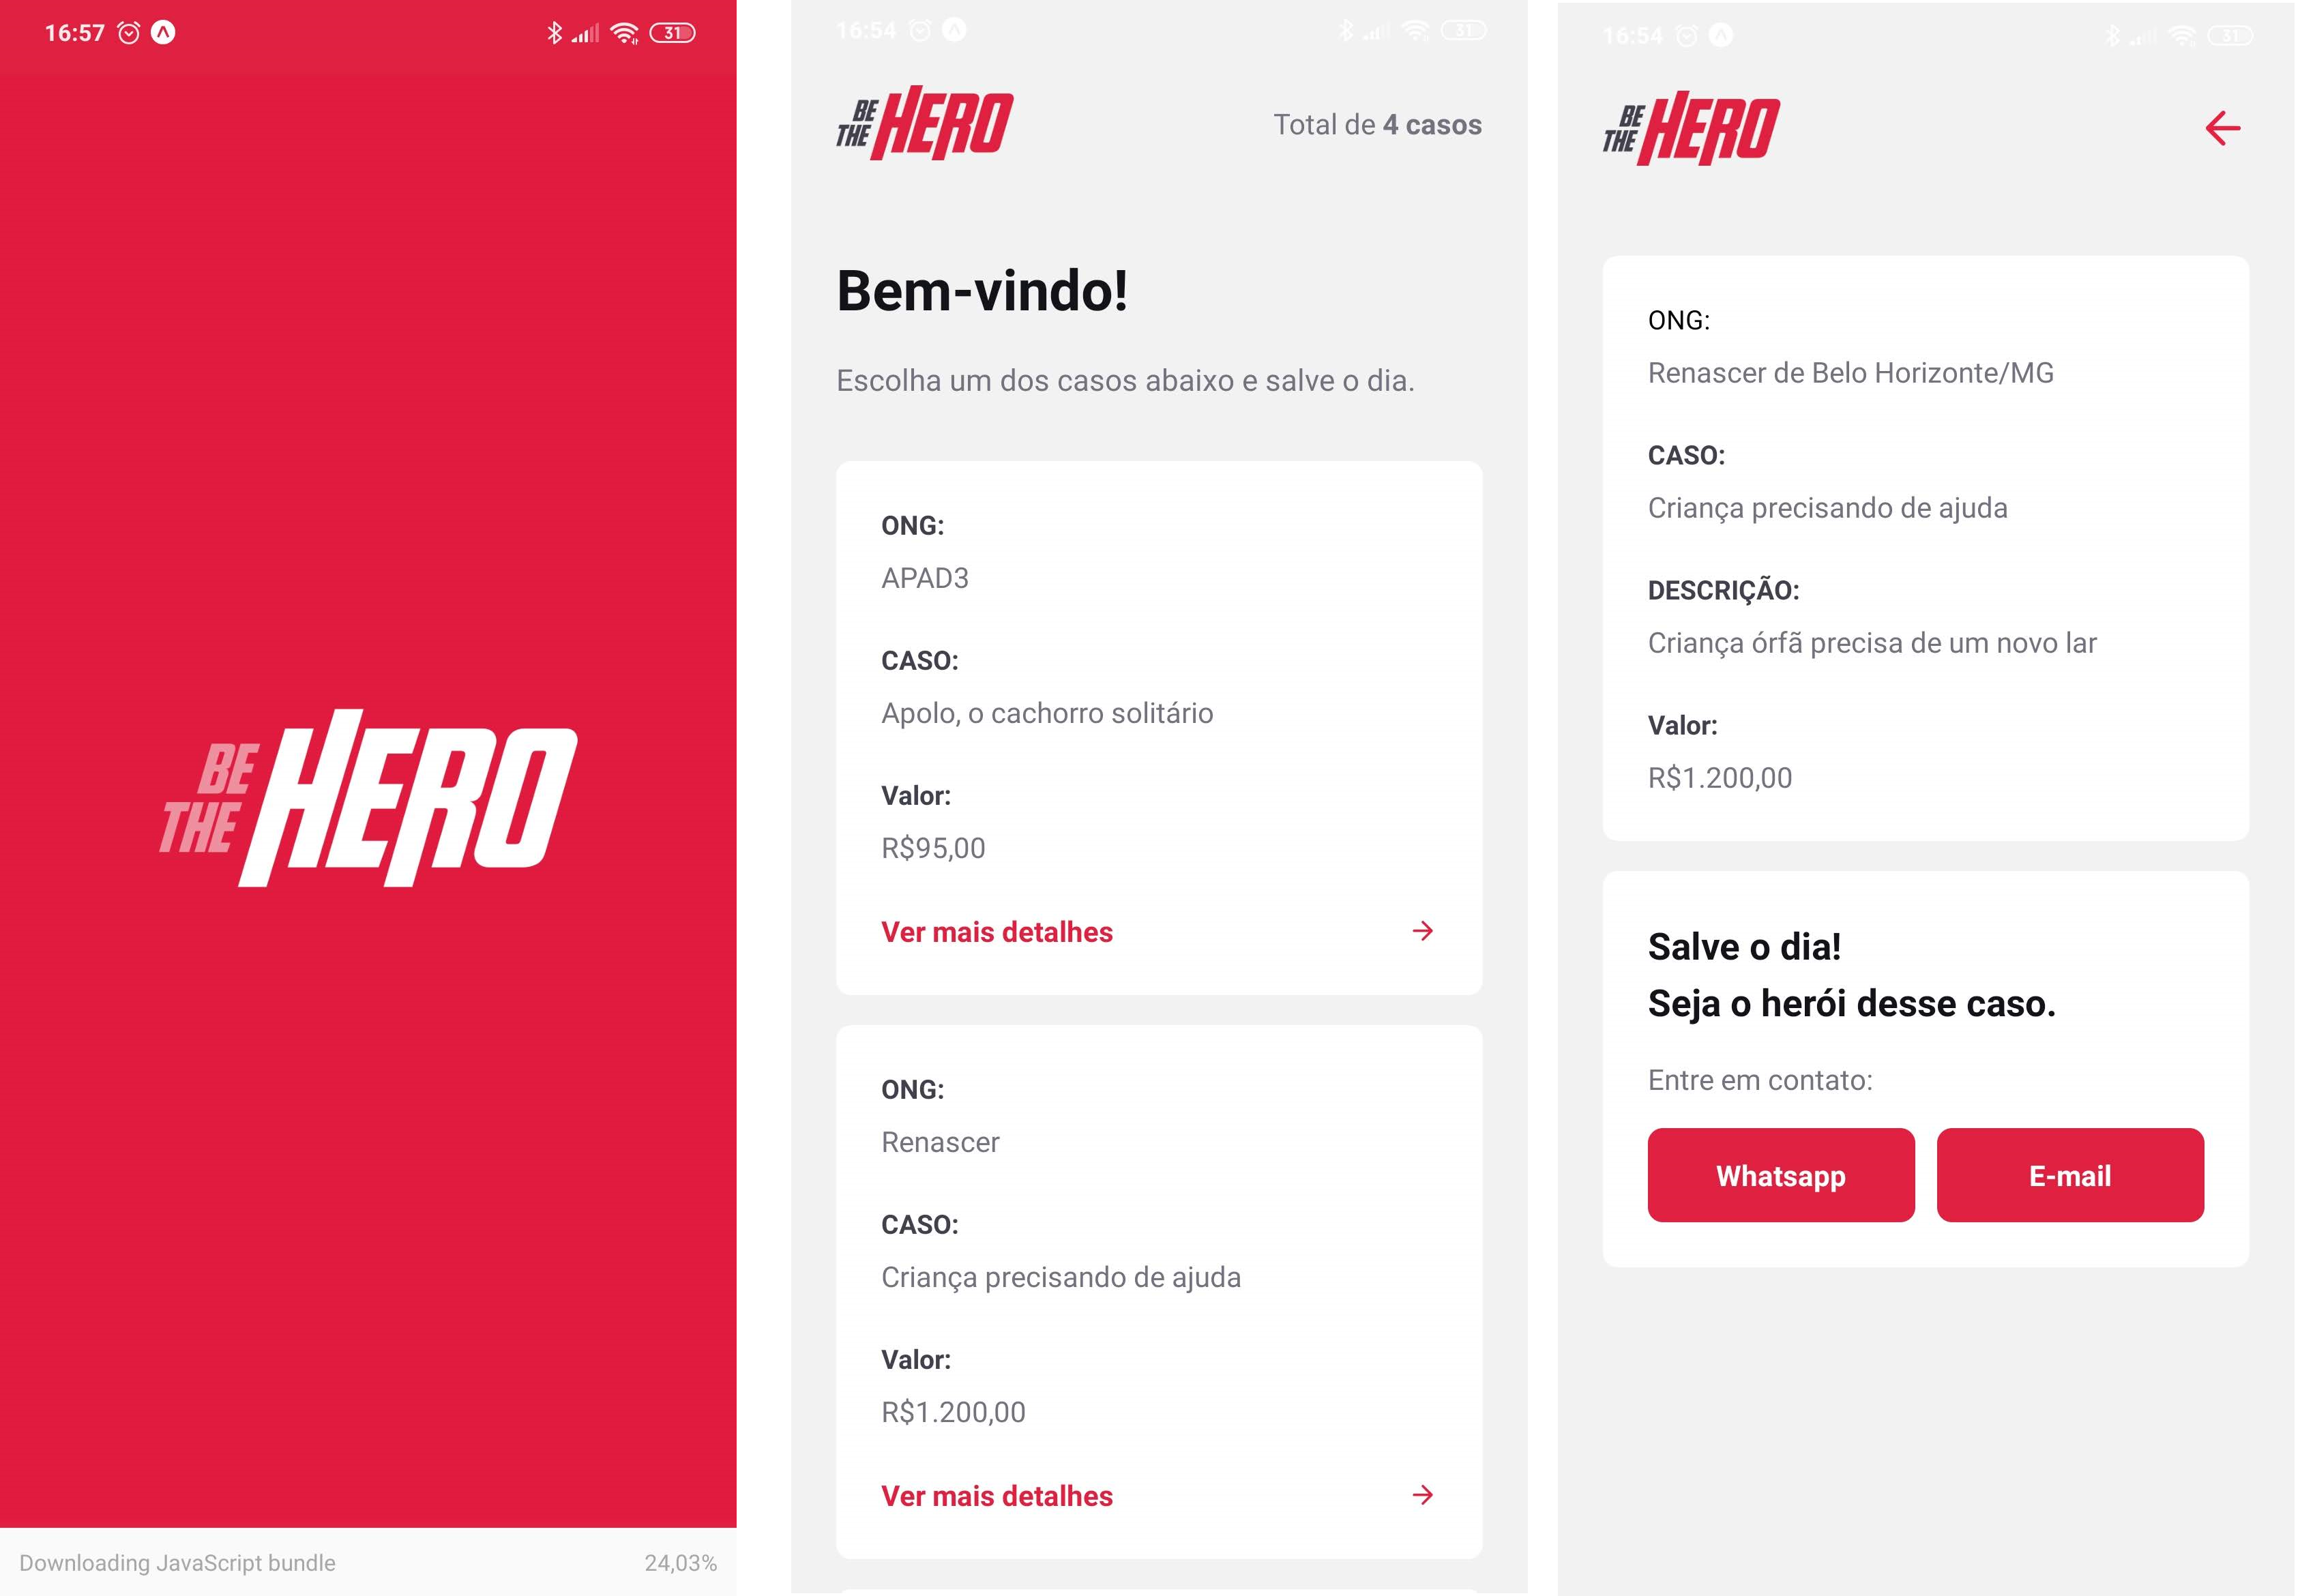 16:57
31
BE
THE HERO
Downloading JavaScript bundle 24,03%
16:54
31
BE
THE HERO
Total de 4 casos
Bem-vindo!
Escolha um dos casos abaixo e salve o dia.
ONG:
APAD3
CASO:
Apolo, o cachorro solitário
Valor:
R$95,00
Ver mais detalhes
ONG:
Renascer
CASO:
Criança precisando de ajuda
Valor:
R$1.200,00
Ver mais detalhes
16:54
31
BE
THE HERO
ONG:
Renascer de Belo Horizonte/MG
CASO:
Criança precisando de ajuda
DESCRIÇÃO:
Criança órfã precisa de um novo lar
Valor:
R$1.200,00
Salve o dia!
Seja o herói desse caso.
Entre em contato:
Whatsapp
E-mail